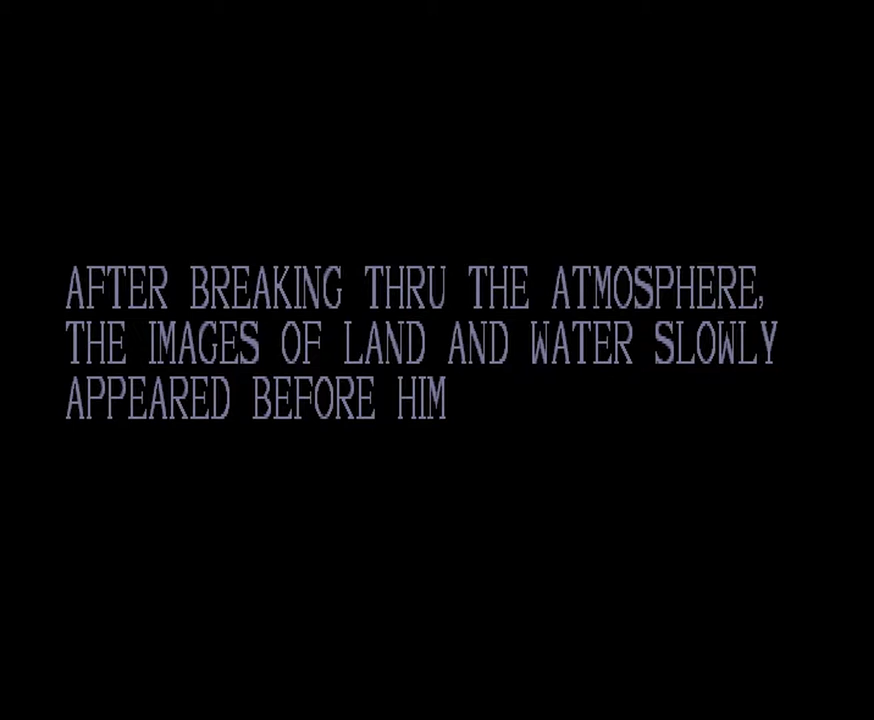 AFTER BREAKING THRU THE ATMOSPHERE,
THE IMAGES OF LAND AND WATER SLOWLY
APPEARED BEFORE HIM